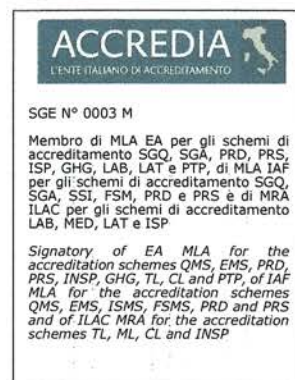 ACCREDIA
L'ENTE ITALIANO DI ACCREDITAMENTO
SGE N° 0003 M
Membro di MLA EA per gli schemi di
accreditamento SGQ, SGA, PRD, PRS,
ISP, GHG, LAB, LAT e PTP, di MLA IAF
per gli schemi di accreditamento SGQ,
SGA, SSI, FSM, PRD e PRS e di MRA
ILAC per gli schemi di accreditamento
LAB, MED, LAT e ISP
Signatory of EA MLA for the
accreditation schemes QMS, EMS, PRD,
PRS, INSP, GHG, TL, CL and PTP, of IAF
MLA for the accreditation schemes
QMS, EMS, ISMS, FSMS, PRD and PRS
and of ILAC MRA for the accreditation
schemes TL, ML, CL and INSP